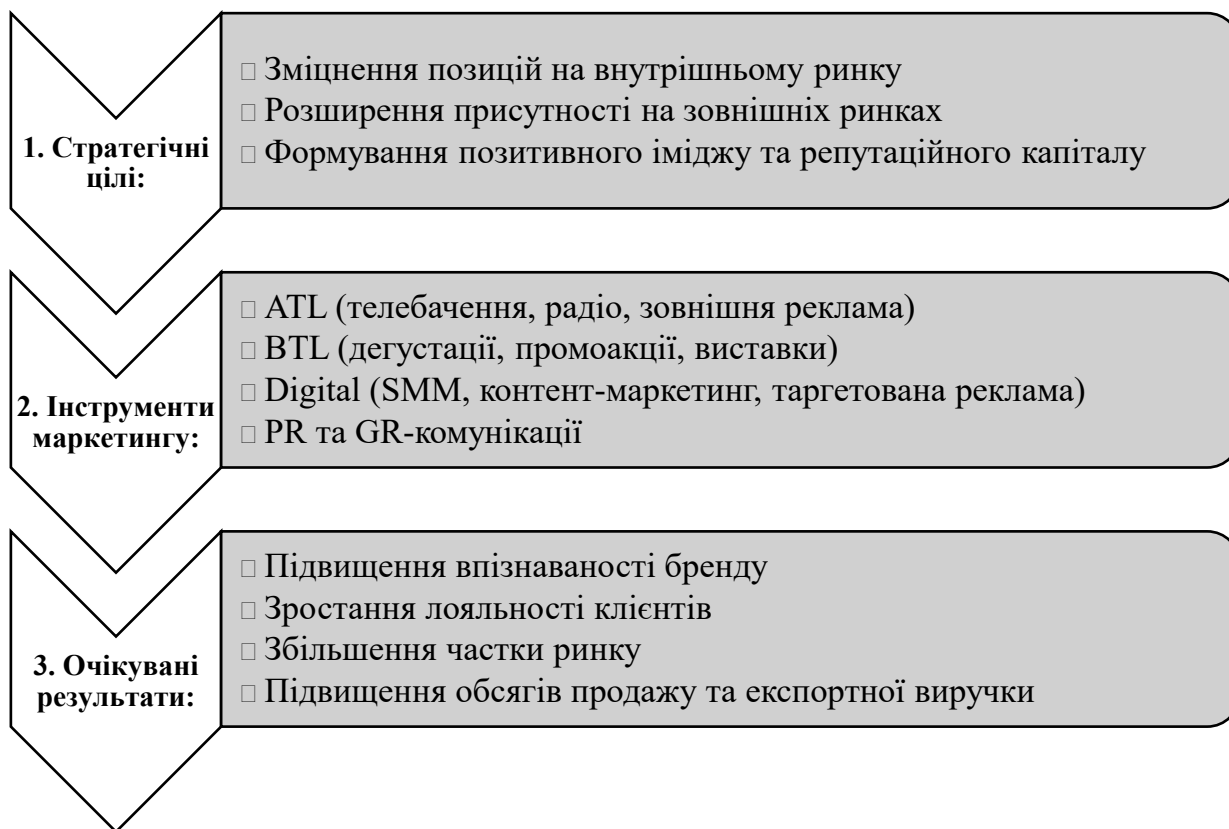 1. Стратегічні
цілі:
□ Зміцнення позицій на внутрішньому ринку
□ Розширення присутності на зовнішніх ринках
□ Формування позитивного іміджу та репутаційного капіталу
2. Інструменти
маркетингу:
□ ATL (телебачення, радіо, зовнішня реклама)
□ BTL (дегустації, промоакції, виставки)
□ Digital (SMM, контент-маркетинг, таргетована реклама)
□ PR та GR-комунікації
3. Очікувані
результати:
□ Підвищення впізнаваності бренду
□ Зростання лояльності клієнтів
□ Збільшення частки ринку
□ Підвищення обсягів продажу та експортної виручки